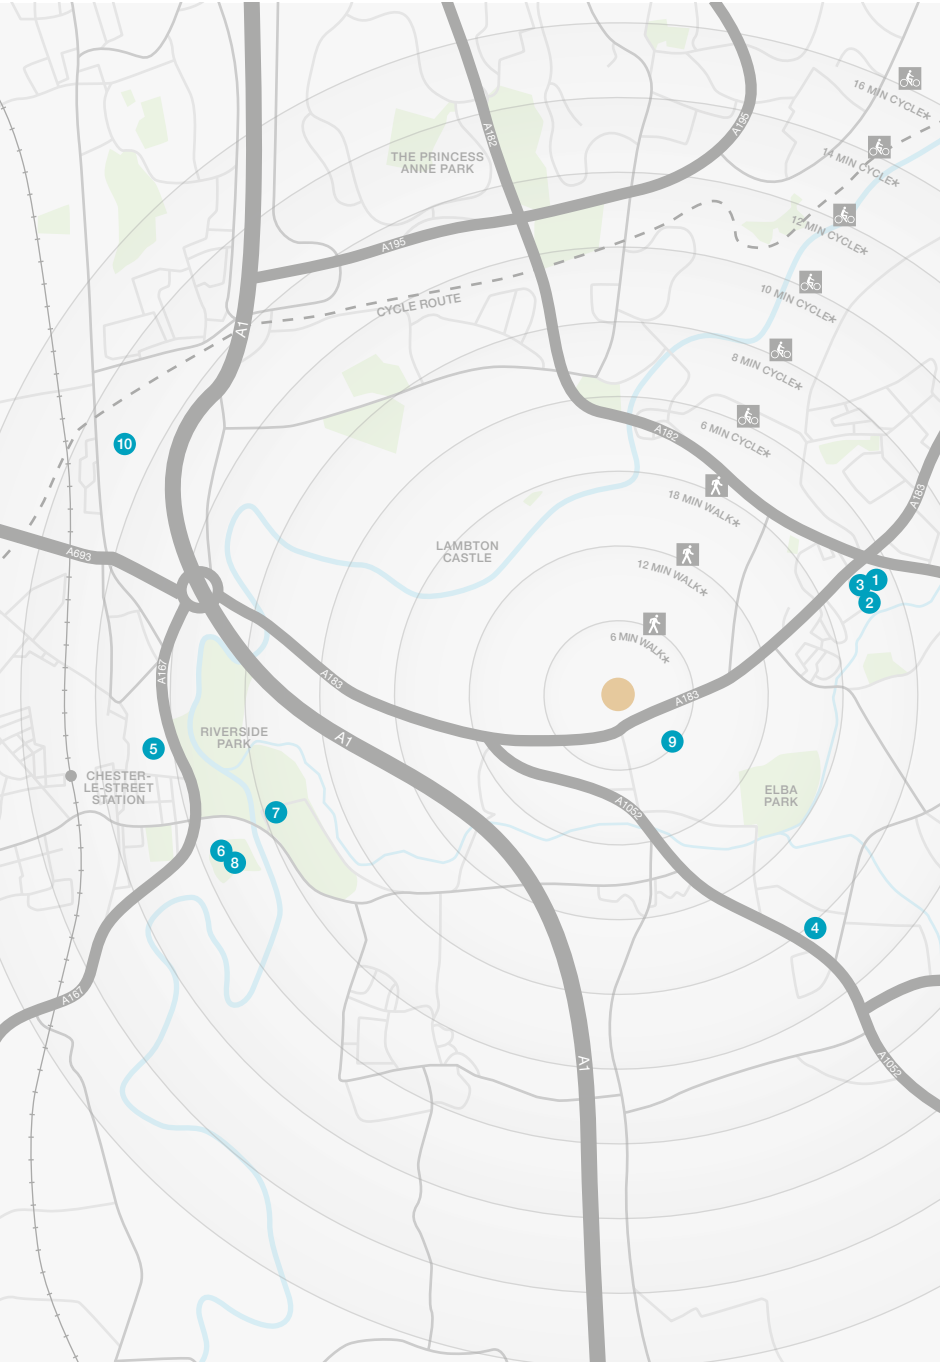 16 MIN CYCLE*
A182
A195
14 MIN CYCLE*
THE PRINCESS
ANNE PARK
12 MIN CYCLE*
A195
10 MIN CYCLE*
CYCLE ROUTE
A1
8 MIN CYCLE*
6 MIN CYCLE*
A182
10
18 MIN WALK*
A183
A693
LAMBTON
CASTLE
12 MIN WALK*
3
1
2
6 MIN WALK*
A167
A183
A183
RIVERSIDE
PARK
A1
9
5
CHESTER-
LE-STREET
STATION
ELBA
PARK
7
A1052
6
8
4
A167
A1
A1052